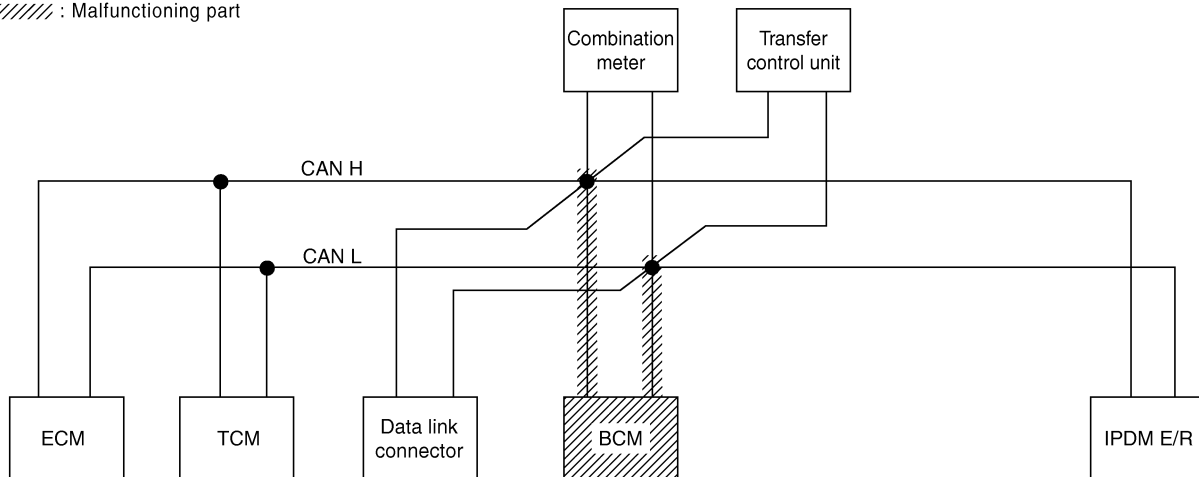 : Malfunctioning part
Combination
meter
Transfer
control unit
CAN H
CAN L
ECM
TCM
Data link
connector
BCM
IPDM E/R